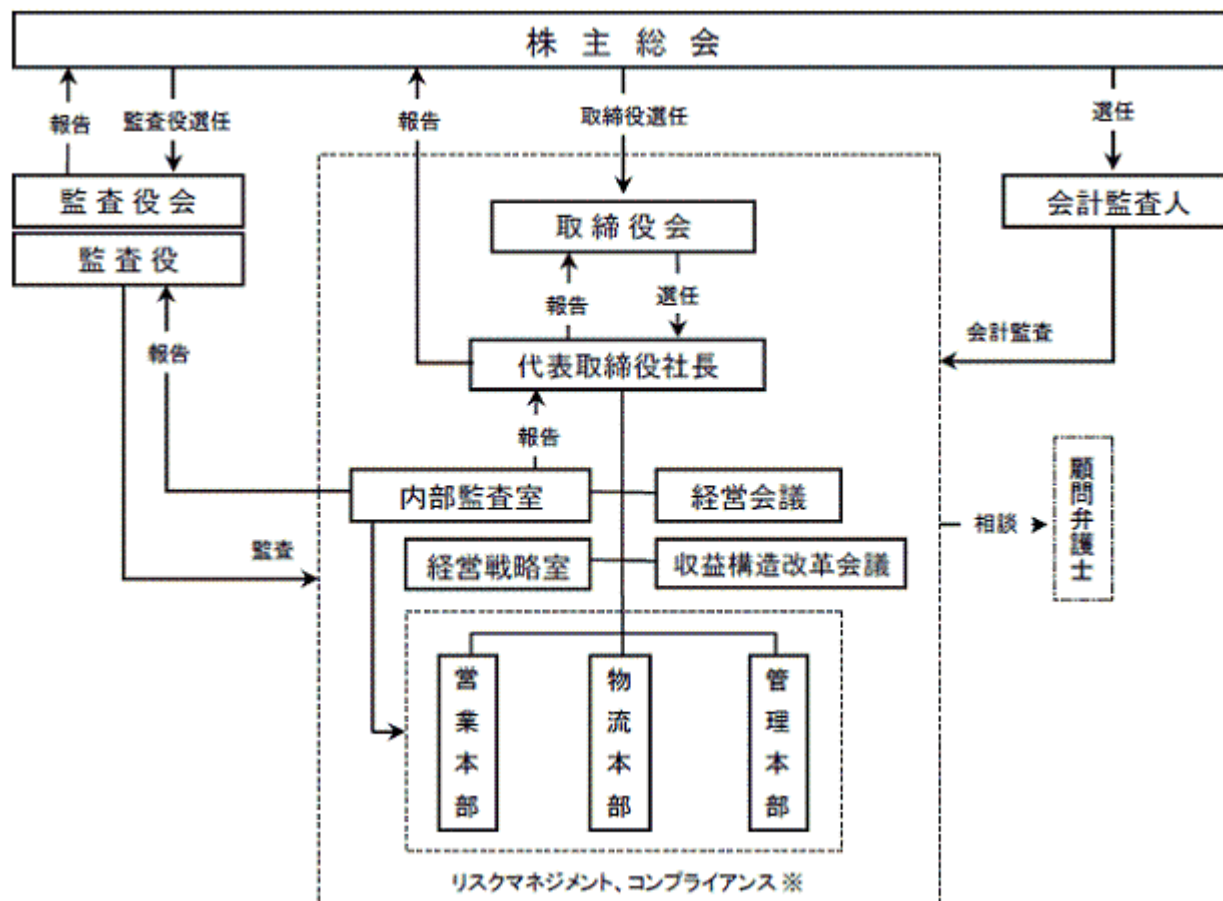 株主総会
報告
監査役選任
報告
取締役選任
選任
監査役会
監査役
取締役会
会計監査人
報告
選任
報告
会計監査
代表取締役社長
報告
内部監査室
経営会議
相談
顧問弁護士
監査
経営戦略室
収益構造改革会議
営業本部
物流本部
管理本部
リスクマネジメント、コンプライアンス ※